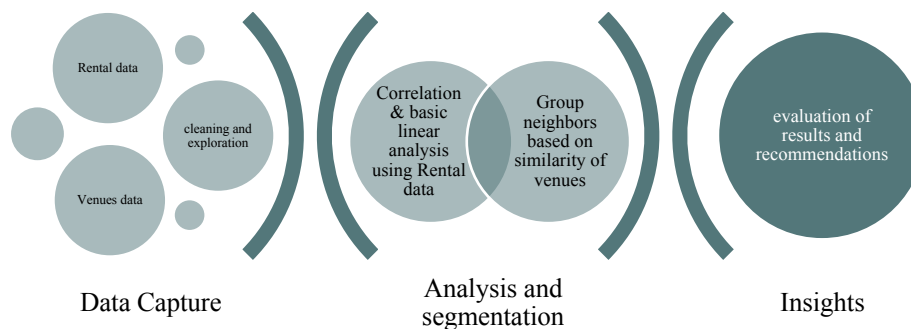 Rental data
cleaning and
exploration
Venues data
Data Capture
Correlation
& basic
linear
analysis
using Rental
data
Group
neighbors
based on
similarity of
venues
Analysis and
segmentation
evaluation of
results and
recommendations
Insights